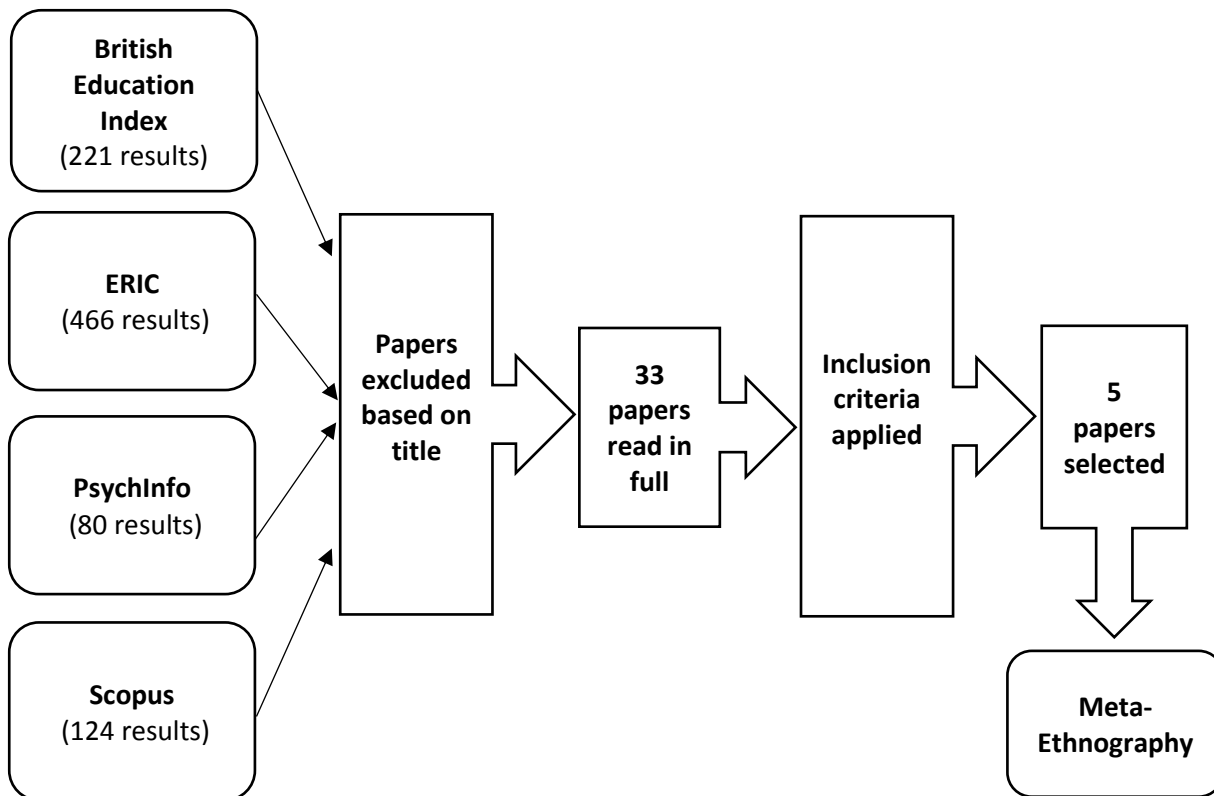 British
Education
Index
(221 results)
ERIC
(466 results)
PsychInfo
(80 results)
Scopus
(124 results)
Papers
excluded
based on
title
33
papers
read in
full
Inclusion
criteria
applied
5
papers
selected
Meta-
Ethnography